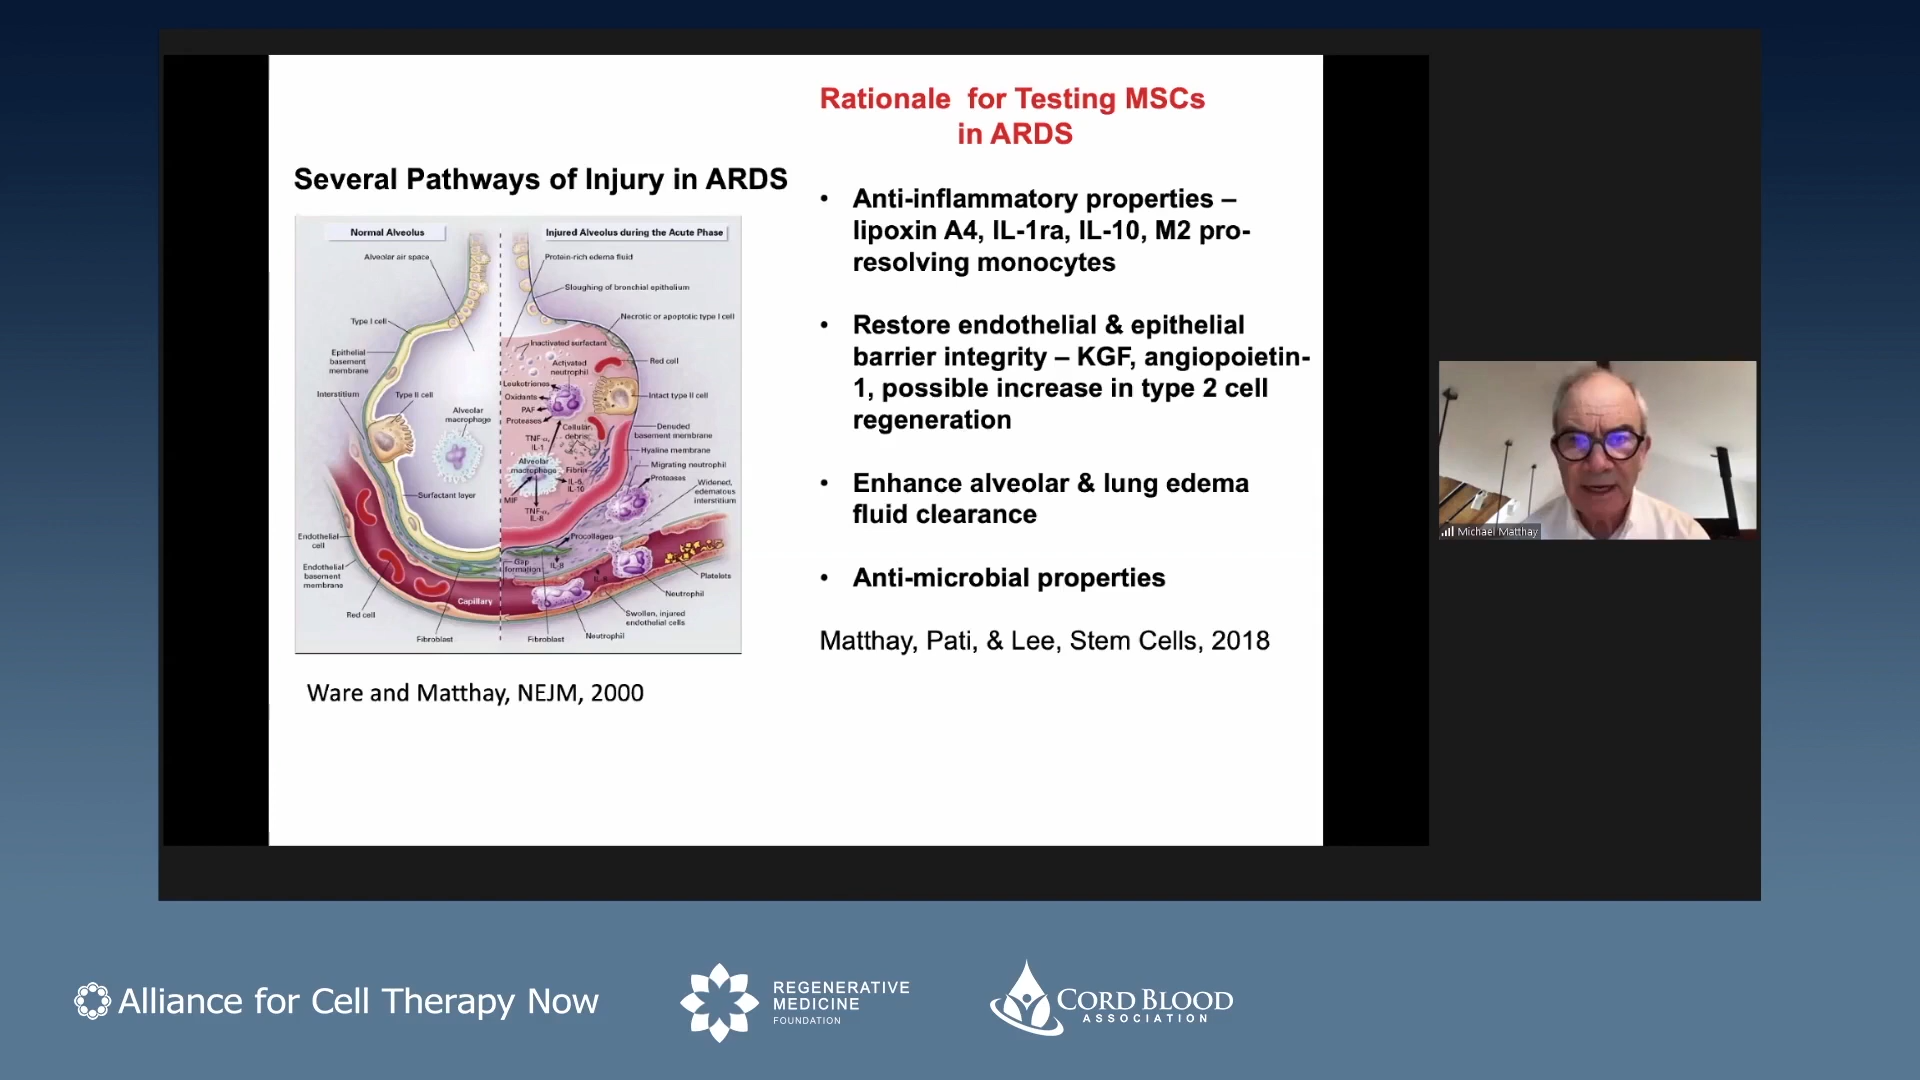 Rationale for Testing MSCs
in ARDS
Several Pathways of Injury in ARDS
Normal Alveolus
Injured Alveolus during the Acute Phase
Alveolar air space
Protein-rich edema fluid
Sloughing of bronchial epithelium
Type I cell
Necrotic or apoptotic type I cell
Inactivated surfactant
Epithelial
basement
membrane
Activated
neutrophil
Red cell
Leukotrienes
Oxidants
PAF
Proteases
Intact type II cell
Interstitium
Type II cell
Alveolar
macrophage
Cellular
debris
TNF-α,
IL-1
Denuded
basement membrane
Hyaline membrane
Alveolar
macrophage
Fibrin
Migrating neutrophil
Proteases
IL-6,
IL-10
Widened,
edematous
interstitium
Surfactant layer
MIF
TNF-α,
IL-8
Procollagen
Endothelial
cell
Endothelial
basement
membrane
Gap
formation
IL-8
IL-8
Platelets
Capillary
Neutrophil
Red cell
Swollen, injured
endothelial cells
Fibroblast
Fibroblast
Neutrophil
Ware and Matthay, NEJM, 2000
• Anti-inflammatory properties –
lipoxin A4, IL-1ra, IL-10, M2 pro-
resolving monocytes
• Restore endothelial & epithelial
barrier integrity – KGF, angiopoietin-
1, possible increase in type 2 cell
regeneration
• Enhance alveolar & lung edema
fluid clearance
• Anti-microbial properties
Matthay, Pati, & Lee, Stem Cells, 2018
Michael Matthay
Alliance for Cell Therapy Now
REGENERATIVE
MEDICINE
FOUNDATION
CORD BLOOD
ASSOCIATION